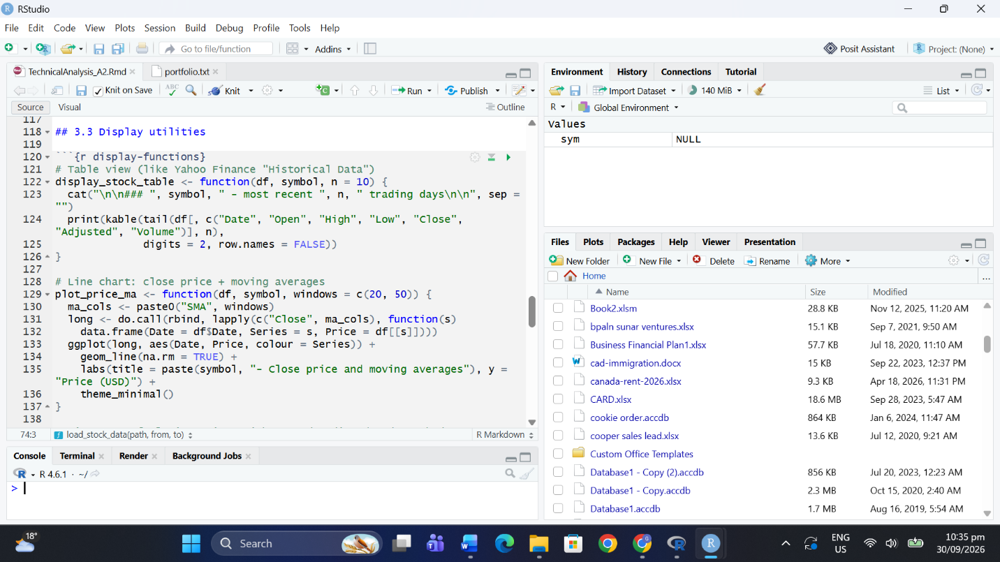 RStudio
File Edit Code View Plots Session Build Debug Profile Tools Help
Go to file/function Addins Posit Assistant Project: (None)
TechnicalAnalysis_A2.Rmd portfolio.txt
Knit on Save ABC Knit Run Publish
Source Visual Outline
117
118 ## 3.3 Display utilities
119
120 ```{r display-functions}
121 # Table view (like Yahoo Finance "Historical Data")
122 display_stock_table <- function(df, symbol, n = 10) {
123 cat("\n\n### ", symbol, " - most recent ", n, " trading days\n\n", sep =
"")
124 print(kable(tail(df[, c("Date", "Open", "High", "Low", "Close",
"Adjusted", "Volume")], n),
125 digits = 2, row.names = FALSE))
126 }
127
128 # Line chart: close price + moving averages
129 plot_price_ma <- function(df, symbol, windows = c(20, 50)) {
130 ma_cols <- paste0("SMA", windows)
131 long <- do.call(rbind, lapply(c("Close", ma_cols), function(s)
132 data.frame(Date = df$Date, Series = s, Price = df[[s]])))
133 ggplot(long, aes(Date, Price, colour = Series)) +
134 geom_line(na.rm = TRUE) +
135 labs(title = paste(symbol, "- Close price and moving averages"), y =
"Price (USD)") +
136 theme_minimal()
137 }
138
74:3 load_stock_data(path, from, to) R Markdown
Console Terminal Render Background Jobs
R 4.6.1 · ~/
>
Environment History Connections Tutorial
Import Dataset 140 MiB List
R Global Environment
Values
sym NULL
Files Plots Packages Help Viewer Presentation
New Folder New File Delete Rename More
Home ...
Name Size Modified
Book2.xlsm 28.8 KB Nov 12, 2025, 11:20 AM
bpaln sunar ventures.xlsx 15.1 KB Sep 7, 2021, 9:50 AM
Business Financial Plan1.xlsx 57.7 KB Jul 18, 2020, 11:10 AM
cad-immigration.docx 15 KB Sep 22, 2023, 12:37 PM
canada-rent-2026.xlsx 9.3 KB Apr 18, 2026, 11:31 PM
CARD.xlsx 18.6 MB Sep 28, 2023, 5:47 AM
cookie order.accdb 864 KB Jan 6, 2024, 11:47 AM
cooper sales lead.xlsx 13.6 KB Jul 12, 2020, 9:21 AM
Custom Office Templates
Database1 - Copy (2).accdb 856 KB Jul 20, 2023, 12:23 AM
Database1 - Copy.accdb 2.3 MB Oct 15, 2020, 2:40 AM
Database1.accdb 1.7 MB Aug 16, 2019, 5:54 AM
18° Search ENG US 10:35 pm
30/09/2026